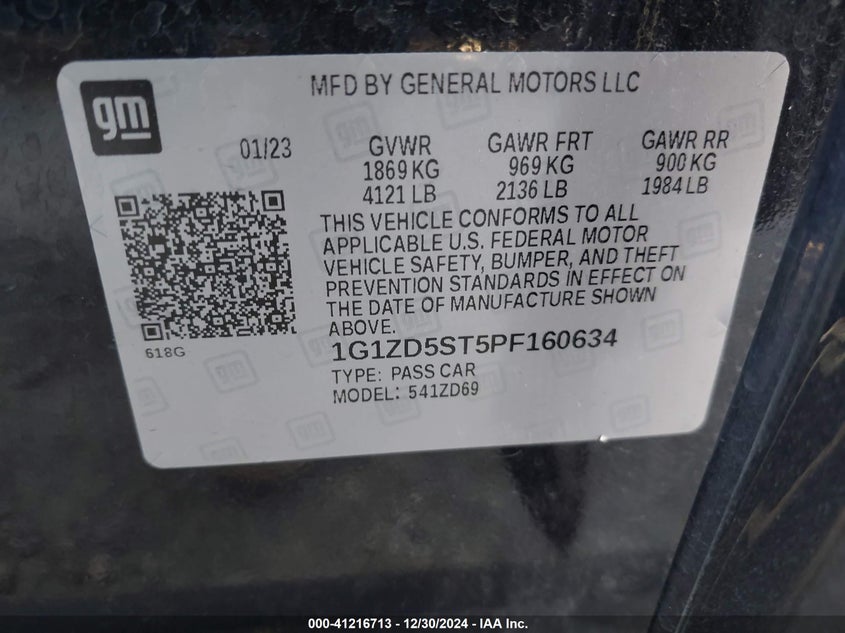 gm
MFD BY GENERAL MOTORS LLC
01/23 GVWR GAWR FRT GAWR RR
1869 KG 969 KG 900 KG
4121 LB 2136 LB 1984 LB
THIS VEHICLE CONFORMS TO ALL
APPLICABLE U.S. FEDERAL MOTOR
VEHICLE SAFETY, BUMPER, AND THEFT
PREVENTION STANDARDS IN EFFECT ON
THE DATE OF MANUFACTURE SHOWN
ABOVE.
618G
1G1ZD5ST5PF160634
TYPE: PASS CAR
MODEL: 541ZD69
000-41216713 - 12/30/2024 - IAA Inc.